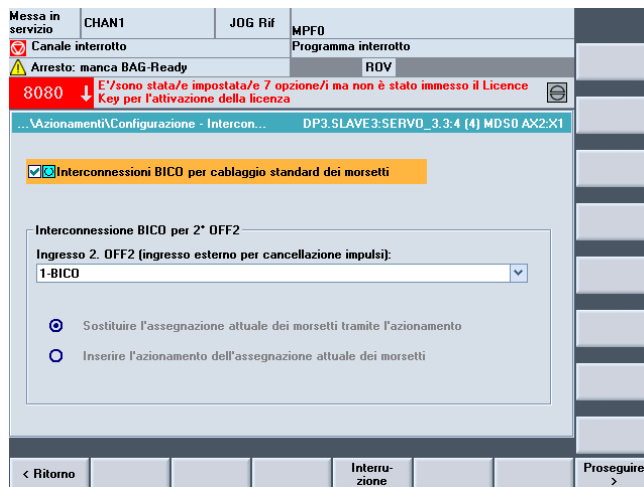 Messa in
servizio
CHAN1
JOG Rif
MPF0
Canale interrotto
Programma interrotto
Arresto: manca BAG-Ready
ROV
8080
E'/sono stata/e impostata/e 7 opzione/i ma non è stato immesso il Licence
Key per l'attivazione della licenza
...\Azionamenti\Configurazione - Intercon...
DP3.SLAVE3:SERVO_3.3:4 (4) MDS0 AX2:X1
Interconnessioni BICO per cablaggio standard dei morsetti
Interconnessione BICO per 2* OFF2
Ingresso 2. OFF2 (ingresso esterno per cancellazione impulsi):
1-BICO
Sostituire l'assegnazione attuale dei morsetti tramite l'azionamento
Inserire l'azionamento dell'assegnazione attuale dei morsetti
< Ritorno
Interru-
zione
Proseguire
>